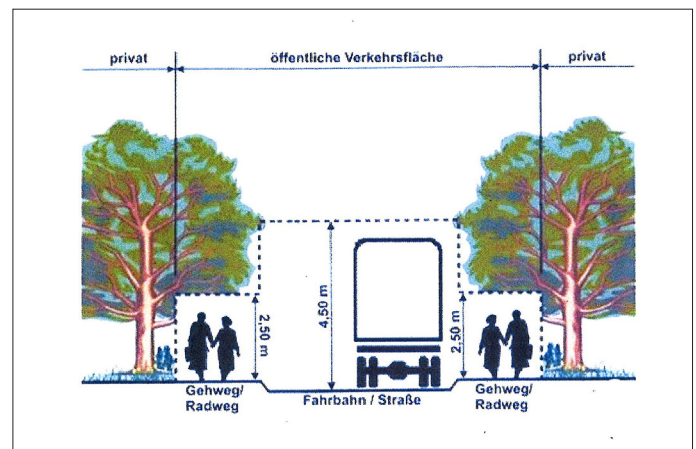 privat
öffentliche Verkehrsfläche
privat
2,50 m
4,50 m
2,50 m
Gehweg/
Radweg
Fahrbahn / Straße
Gehweg/
Radweg